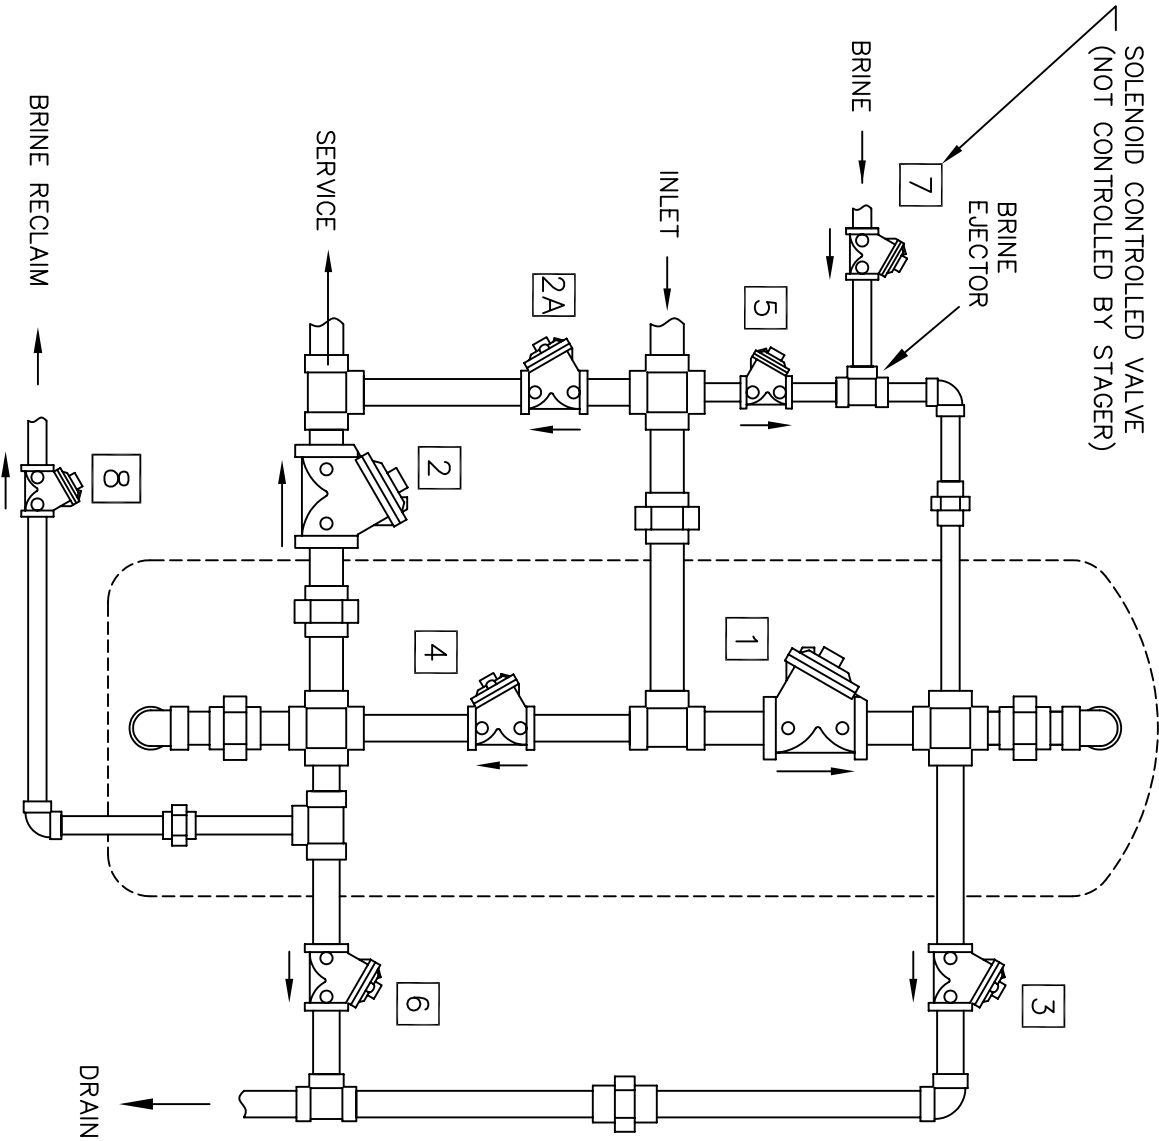 SOLENOID CONTROLLED VALVE
(NOT CONTROLLED BY STAGER)
BRINE
7
BRINE
EJECTOR
5
INLET
2A
SERVICE
2
BRINE RECLAIM
8
1
4
3
6
DRAIN